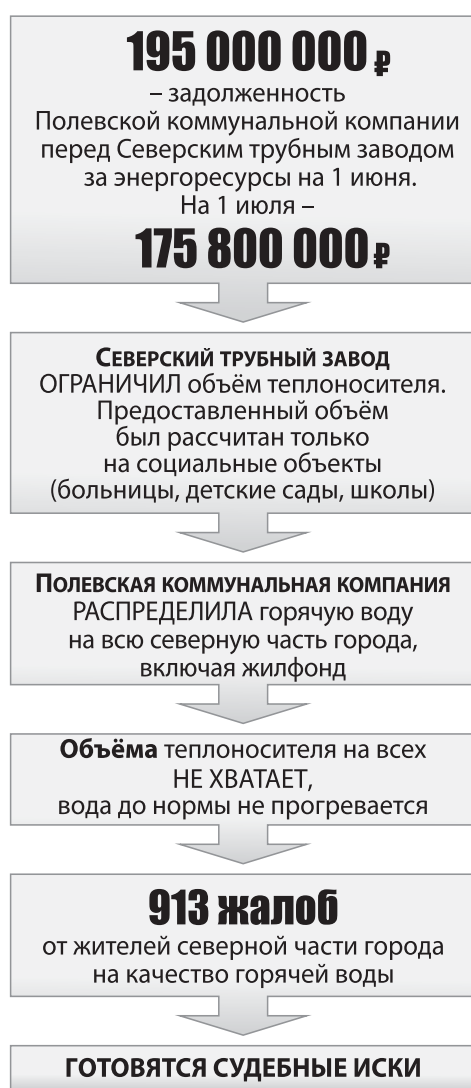 195 000 000 ₽
– задолженность
Полевской коммунальной компании
перед Северским трубным заводом
за энергоресурсы на 1 июня.
На 1 июля –
175 800 000 ₽
СЕВЕРСКИЙ ТРУБНЫЙ ЗАВОД
ОГРАНИЧИЛ объём теплоносителя.
Предоставленный объём
был рассчитан только
на социальные объекты
(больницы, детские сады, школы)
ПОЛЕВСКАЯ КОММУНАЛЬНАЯ КОМПАНИЯ
РАСПРЕДЕЛИЛА горячую воду
на всю северную часть города,
включая жилфонд
Объёма теплоносителя на всех
НЕ ХВАТАЕТ,
вода до нормы не прогревается
913 жалоб
от жителей северной части города
на качество горячей воды
ГОТОВЯТСЯ СУДЕБНЫЕ ИСКИ